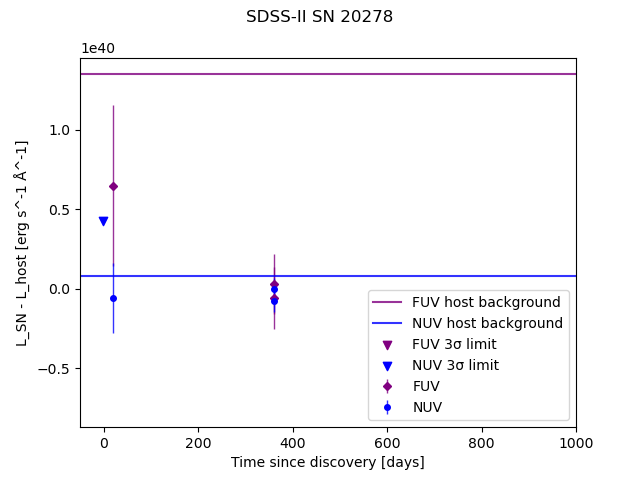 SDSS-II SN 20278
1e40
1.0
0.5
0.0
−0.5
L_SN - L_host [erg s^-1 Å^-1]
FUV host background
NUV host background
FUV 3σ limit
NUV 3σ limit
FUV
NUV
0 200 400 600 800 1000
Time since discovery [days]